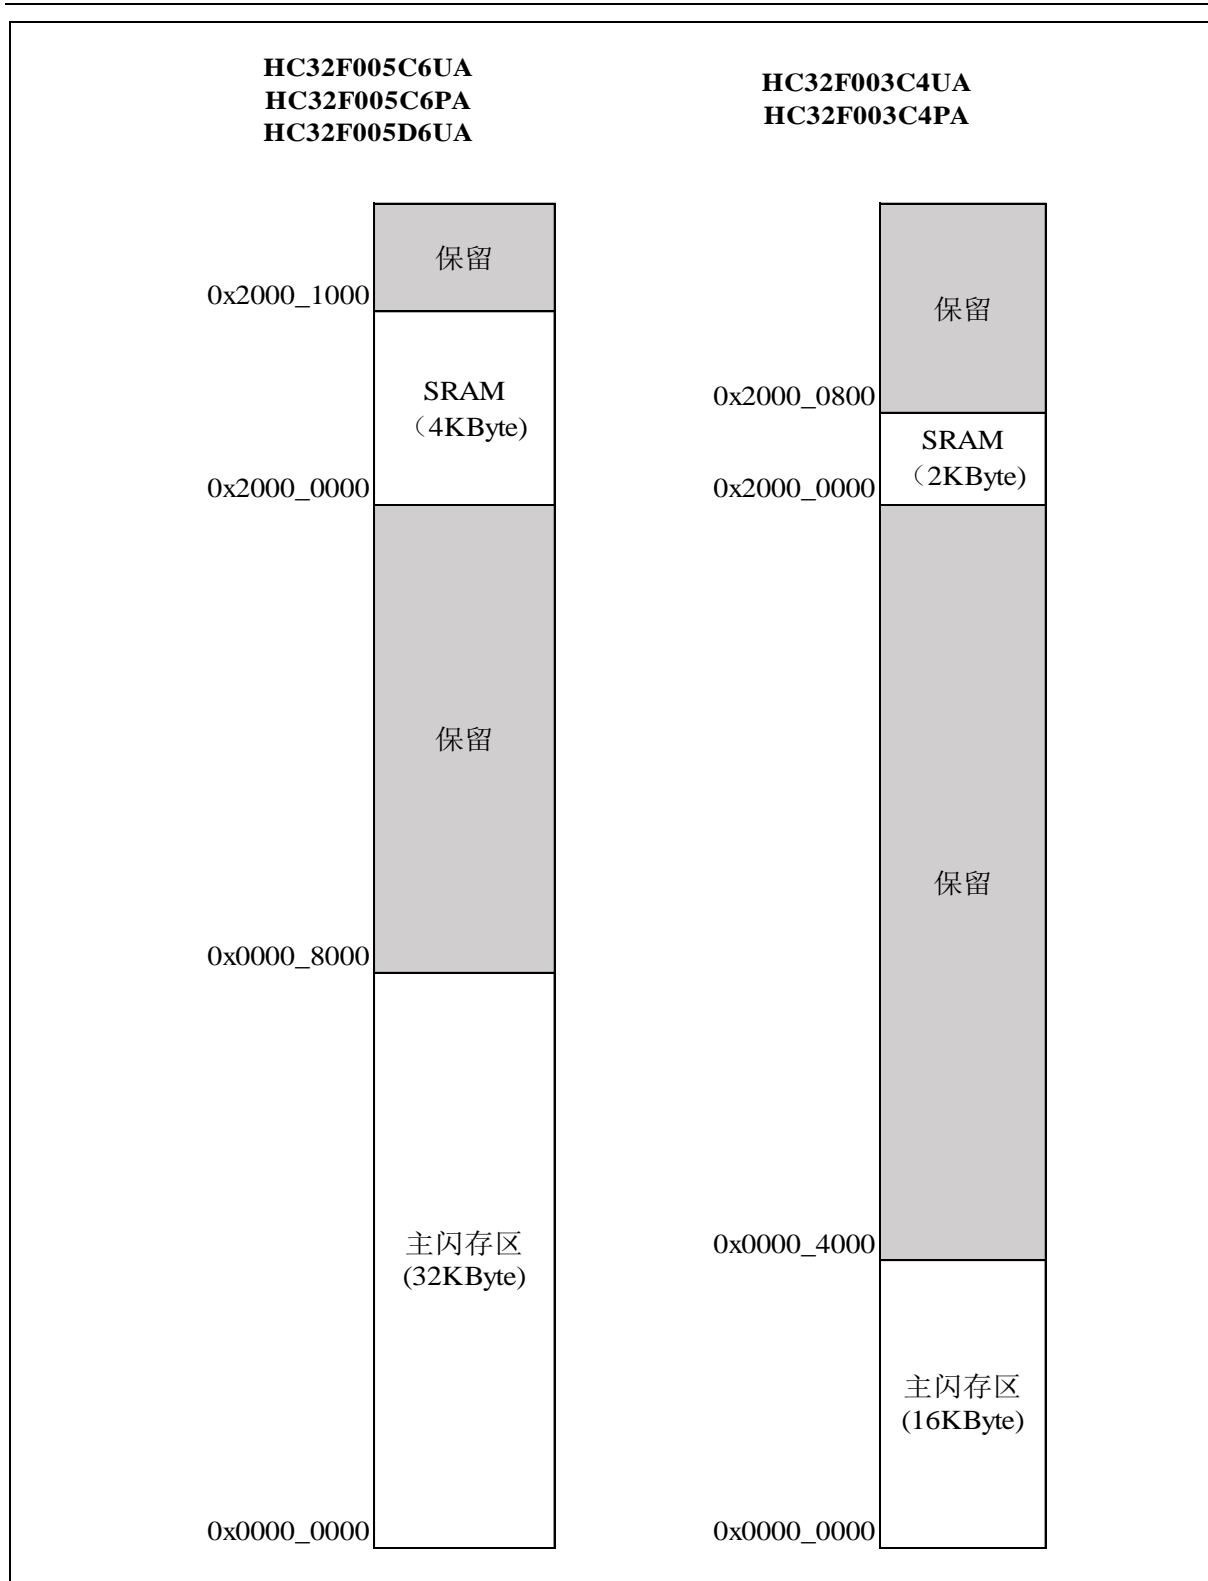 HC32F005C6UA
HC32F005C6PA
HC32F005D6UA
保留
0x2000_1000
SRAM
（4KByte)
0x2000_0000
保留
0x0000_8000
主闪存区
(32KByte)
0x0000_0000
HC32F003C4UA
HC32F003C4PA
保留
0x2000_0800
SRAM
（2KByte)
0x2000_0000
保留
0x0000_4000
主闪存区
(16KByte)
0x0000_0000